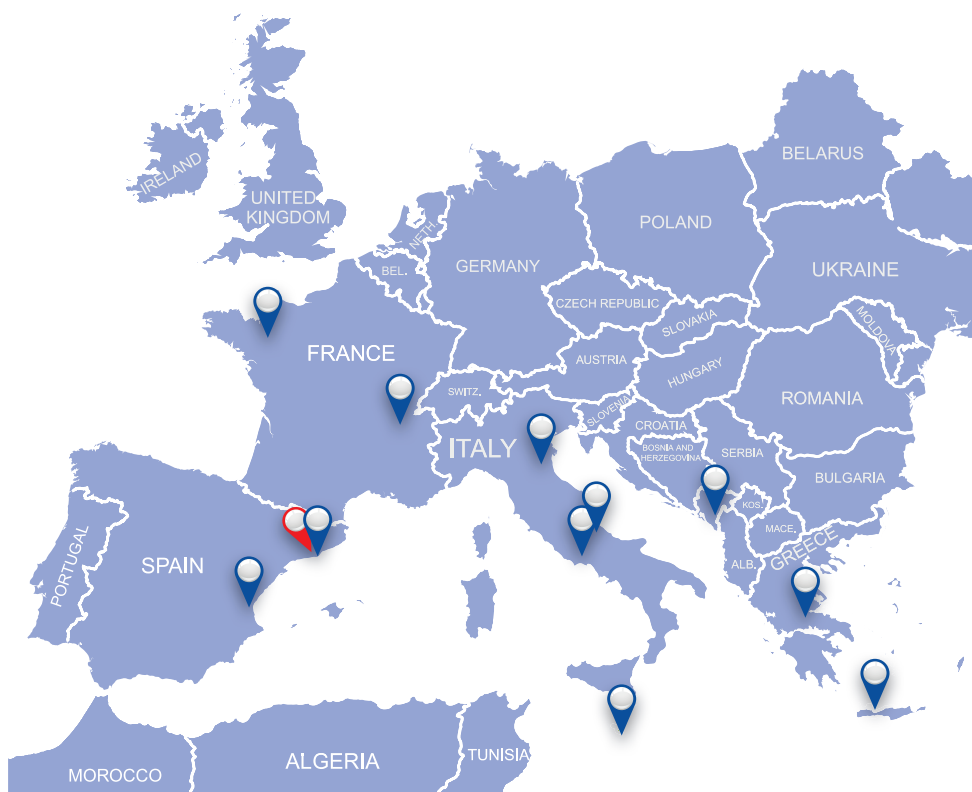 BELARUS
IRELAND
UNITED
KINGDOM
POLAND
NETH.
BEL.
GERMANY
UKRAINE
CZECH REPUBLIC
SLOVAKIA
MOLDOVA
FRANCE
AUSTRIA
HUNGARY
SWITZ.
ROMANIA
SLOVENIA
CROATIA
ITALY
BOSNIA AND
HERZEGOVINA
SERBIA
BULGARIA
KOS.
MACE.
PORTUGAL
SPAIN
ALB.
GREECE
TUNISIA
ALGERIA
MOROCCO